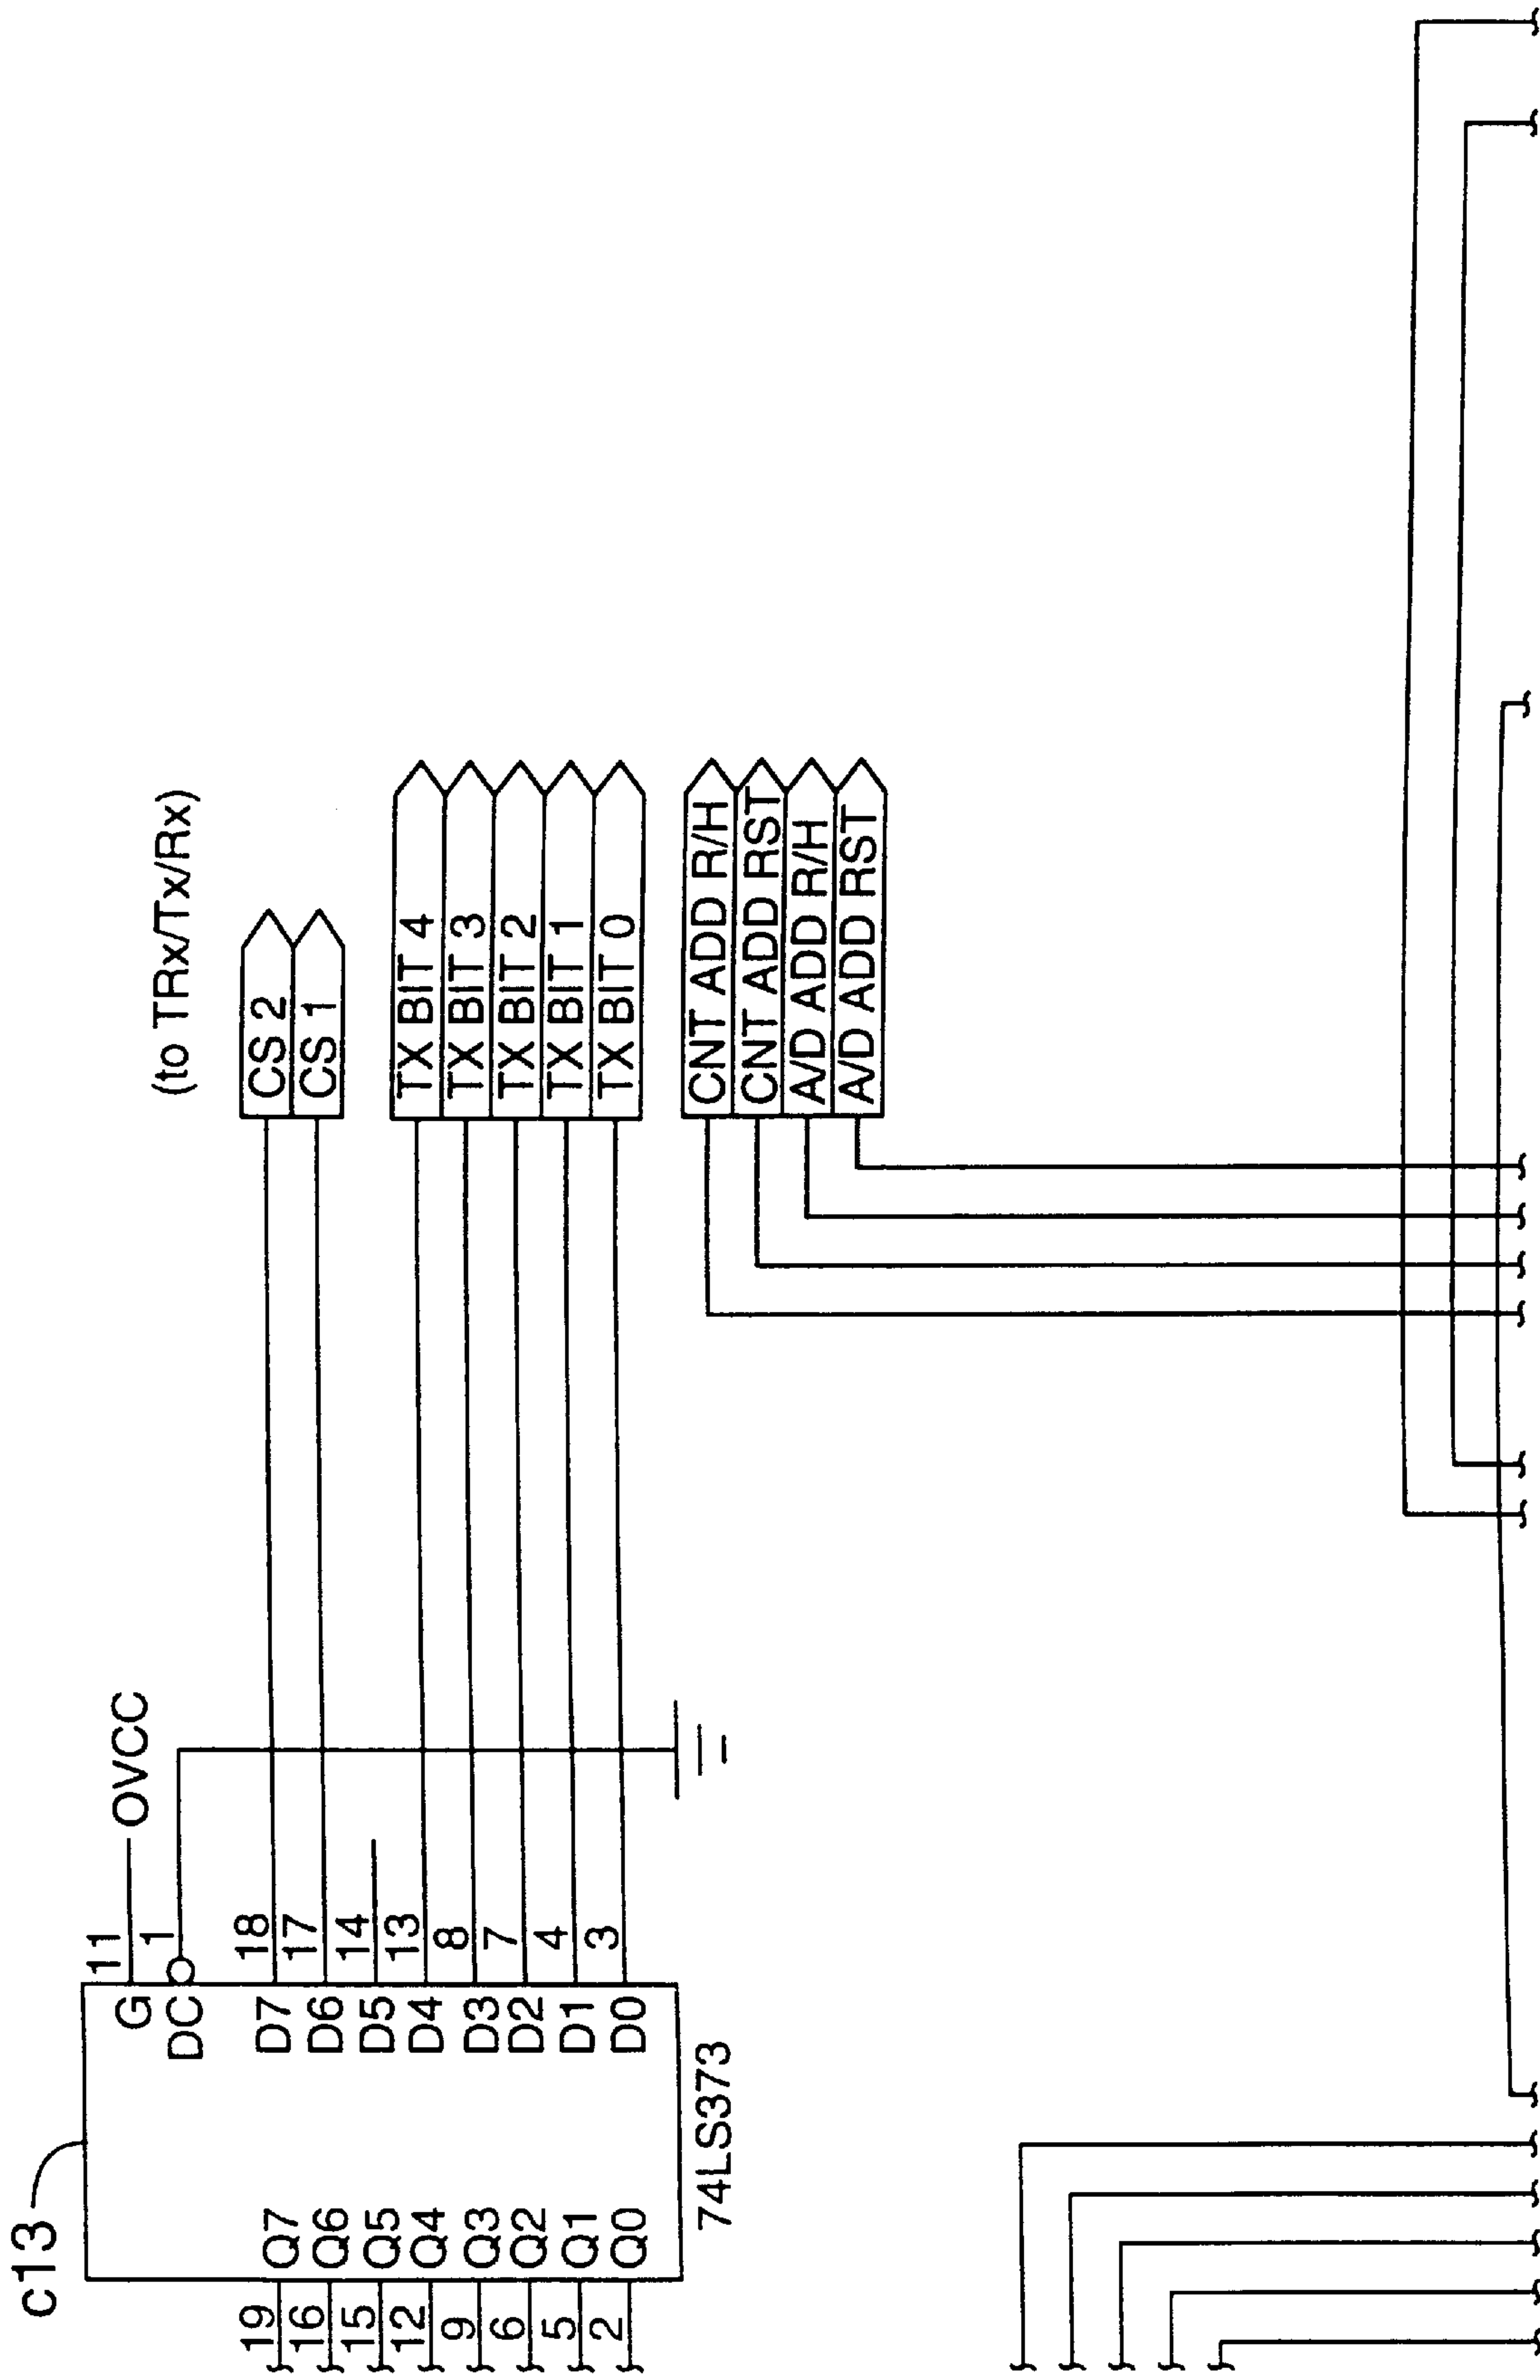 c13
11
G
OVCC
1
DC
(to TRx/Tx/Rx)
19 Q7 D7 18 CS 2
16 Q6 D6 17 CS 1
15 Q5 D5 14
12 Q4 D4 13 TX BIT 4
9 Q3 D3 8 TX BIT 3
6 Q2 D2 7 TX BIT 2
5 Q1 D1 4 TX BIT 1
2 Q0 D0 3 TX BIT 0
74LS373
CNT ADD R/H
CNT ADD RST
A/D ADD R/H
A/D ADD RST